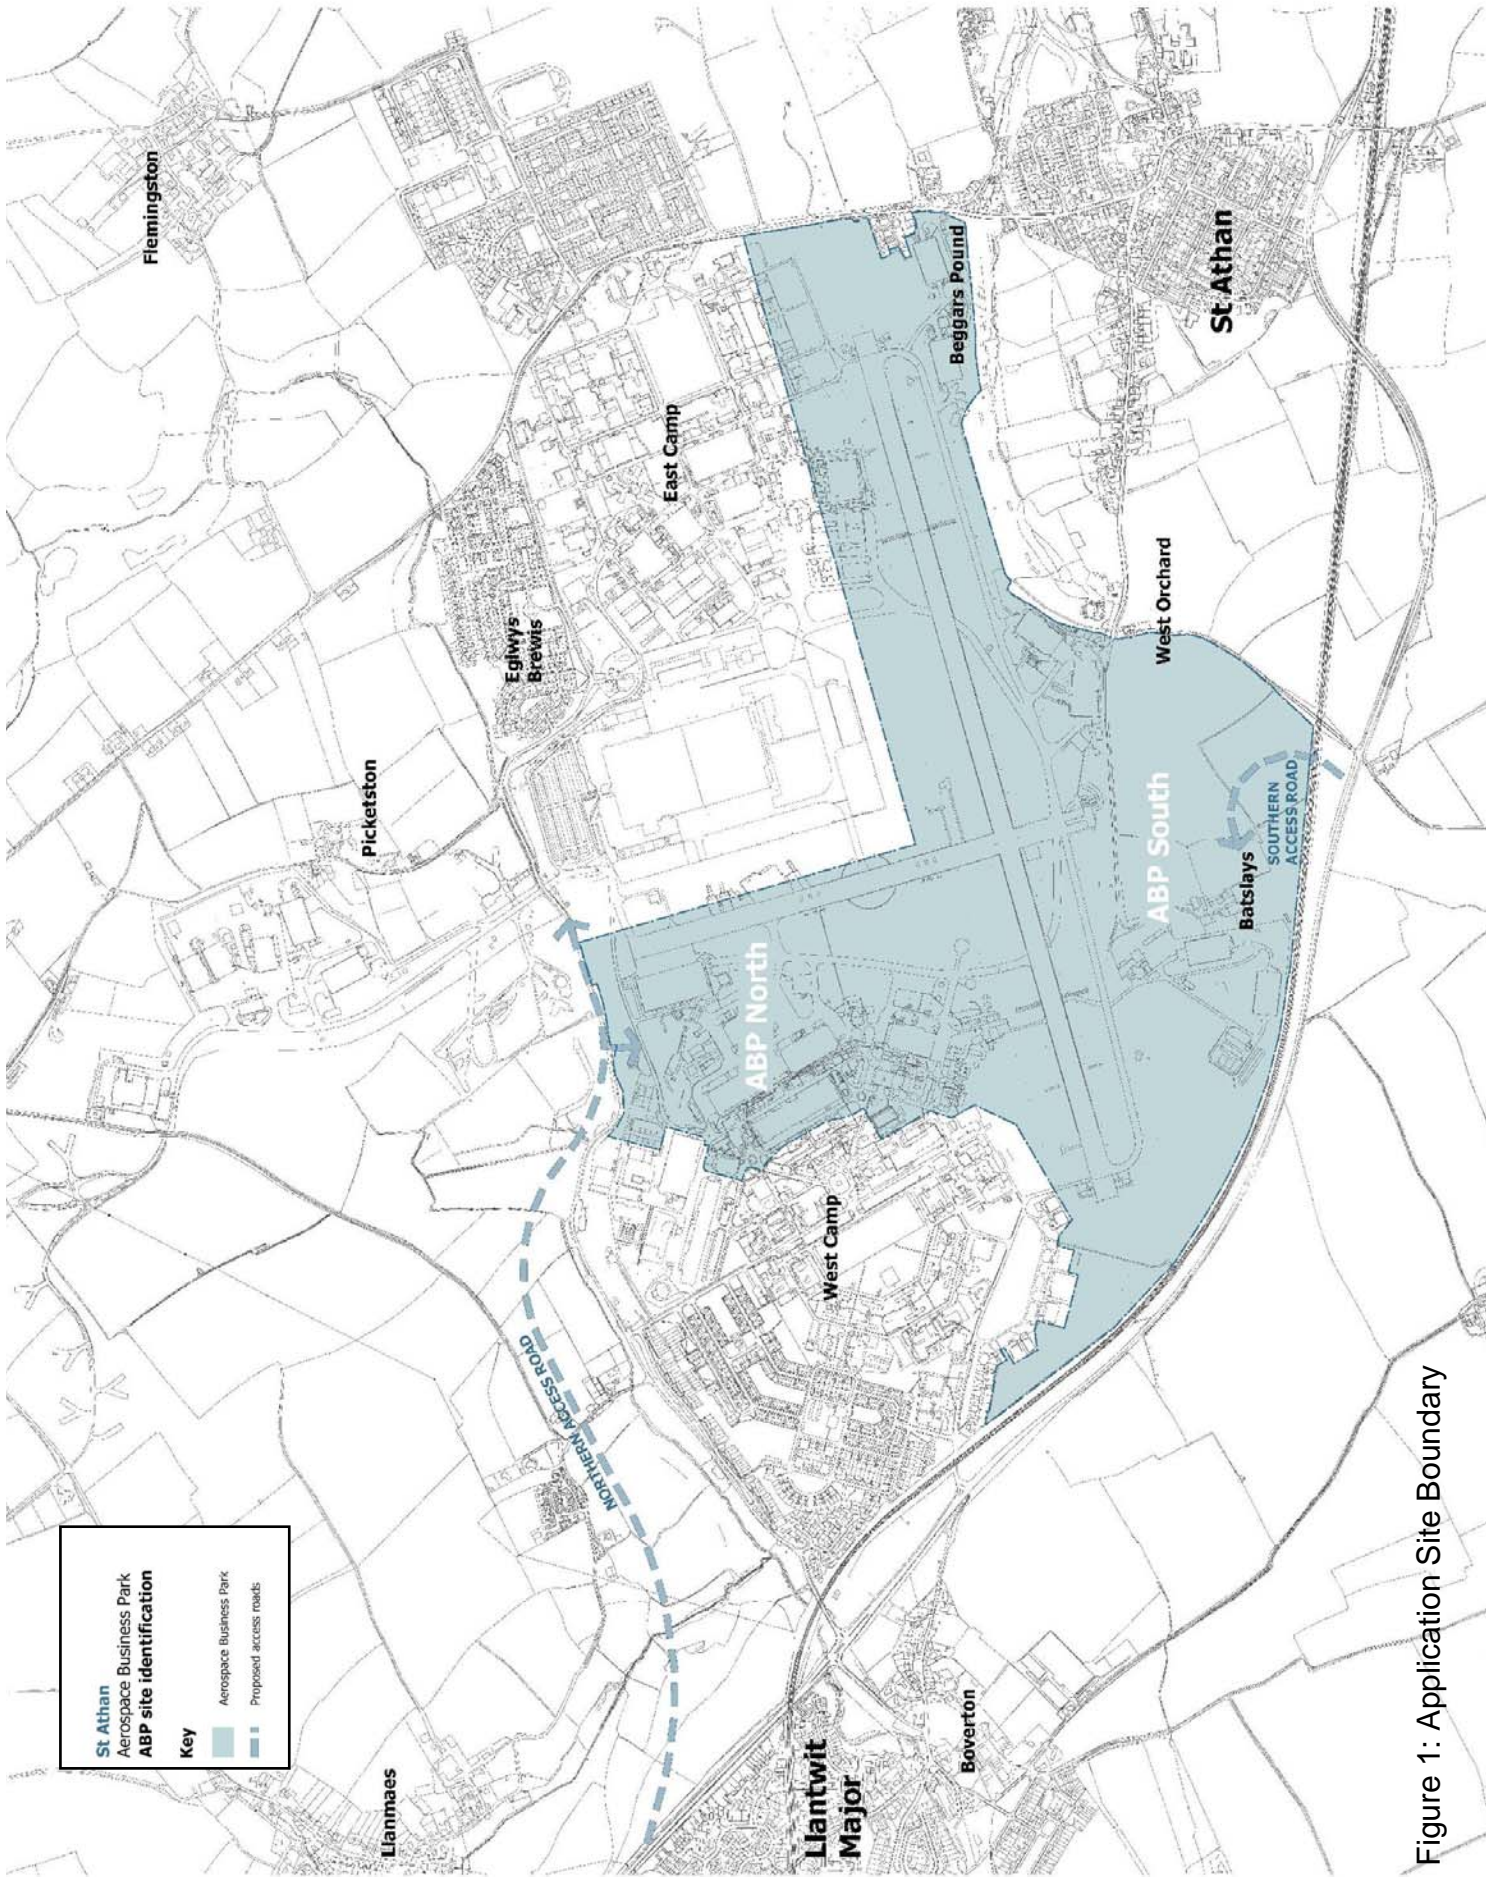 St Athan
Aerospace Business Park
ABP site identification
Key
Aerospace Business Park
Proposed access roads
Flemingston
Picketston
Eglwys
Brewis
East Camp
Llanmaes
NORTHERN ACCESS ROAD
ABP North
West Camp
Beggars Pound
Llantwit
Major
Boverton
ABP South
West Orchard
St Athan
Batslays
SOUTHERN
ACCESS ROAD
Figure 1: Application Site Boundary